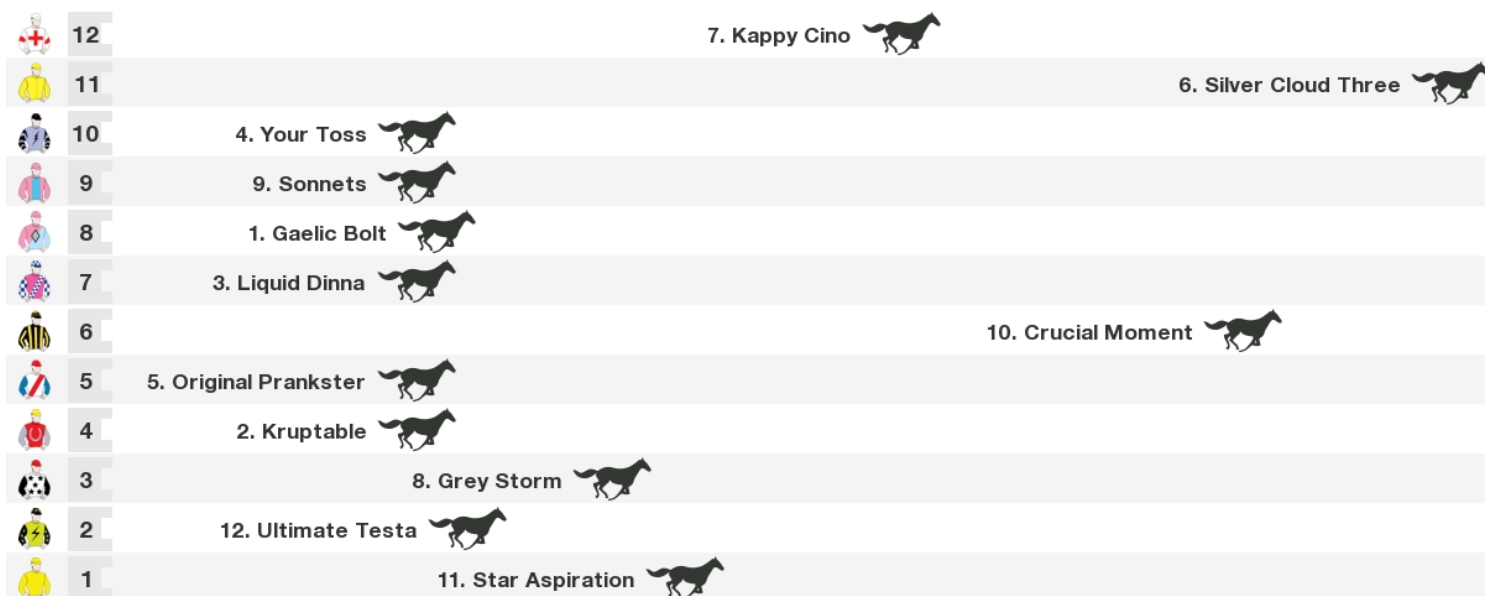 12 7. Kappy Cino
11 6. Silver Cloud Three
10 4. Your Toss
9 9. Sonnets
8 1. Gaelic Bolt
7 3. Liquid Dinna
6 10. Crucial Moment
5 5. Original Prankster
4 2. Kruptable
3 8. Grey Storm
2 12. Ultimate Testa
1 11. Star Aspiration